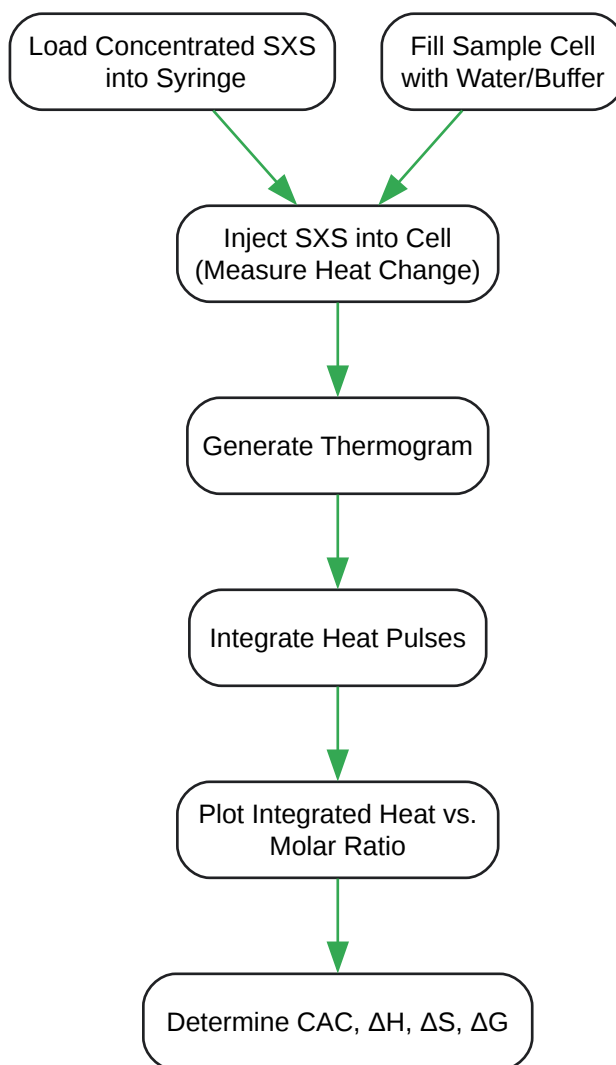 Load Concentrated SXS
into Syringe
Fill Sample Cell
with Water/Buffer
Inject SXS into Cell
(Measure Heat Change)
Generate Thermogram
Integrate Heat Pulses
Plot Integrated Heat vs.
Molar Ratio
Determine CAC, ΔH, ΔS, ΔG